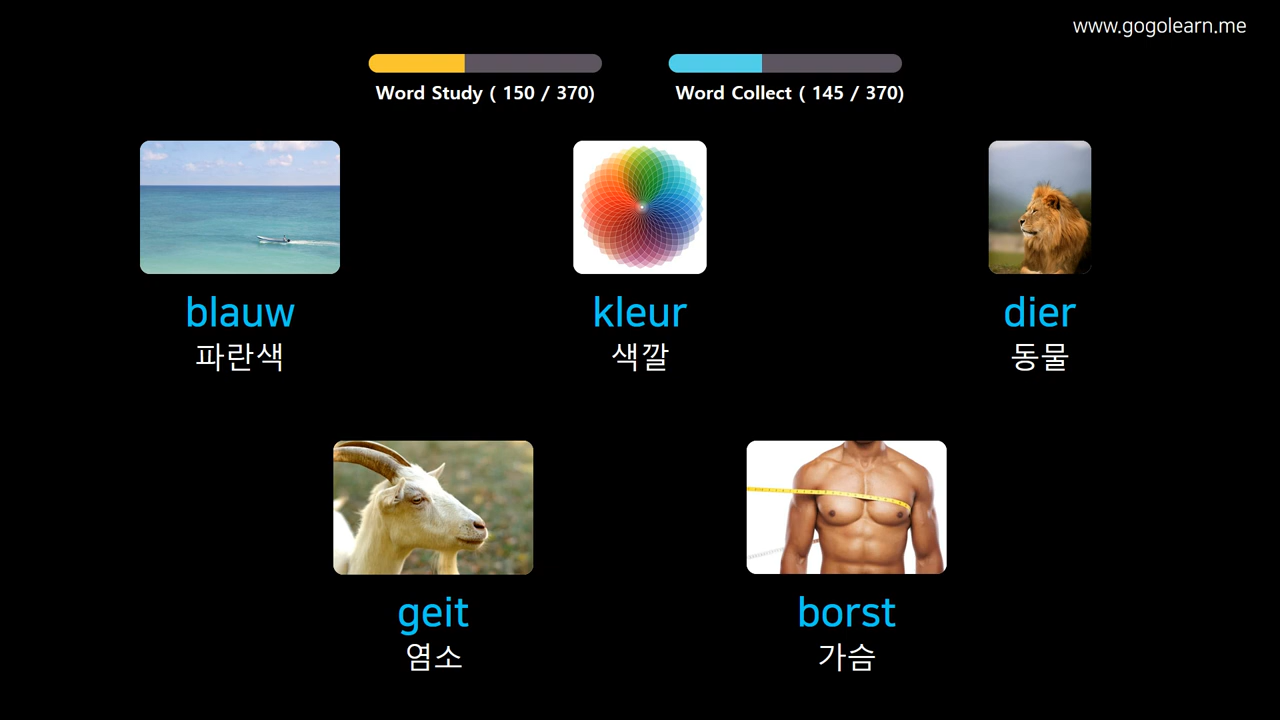 www.gogolearn.me
Word Study ( 150 / 370)
Word Collect ( 145 / 370)
blauw
파란색
kleur
색깔
dier
동물
geit
염소
borst
가슴